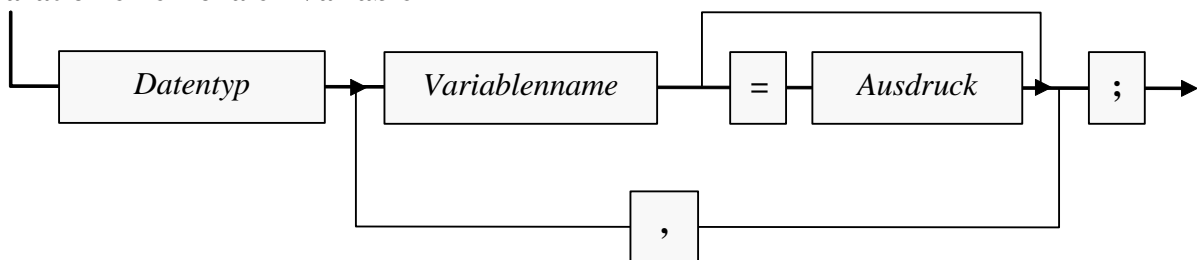 Datentyp Variablenname = Ausdruck ;
,